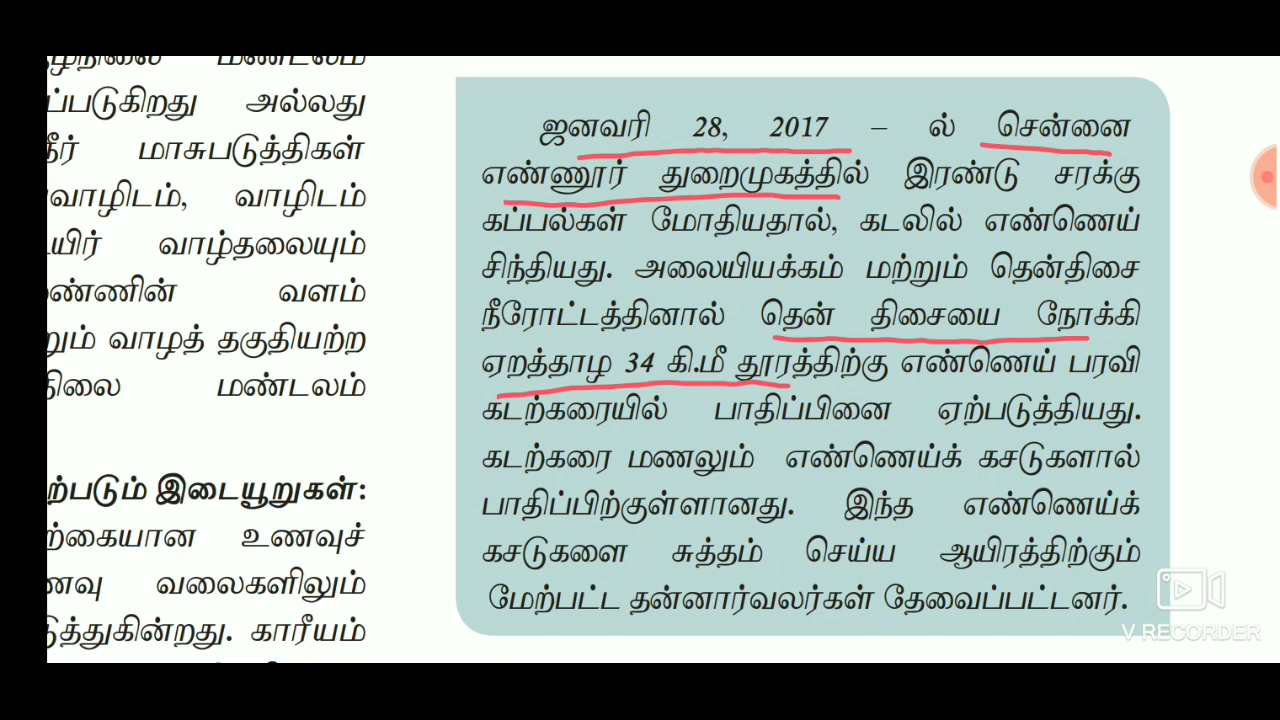 மண்டலம்
ப்படுகிறது அல்லது
நீர் மாசுபடுத்திகள்
வாழிடம், வாழிடம்
யிர் வாழ்தலையும்
ண்ணின் வளம்
றும் வாழத் தகுதியற்ற
நிலை மண்டலம்
ற்படும் இடையூறுகள்:
ற்கையான உணவுச்
ணவு வலைகளிலும்
டுத்துகின்றது. காரீயம்
ஜனவரி 28, 2017 – ல் சென்னை
எண்ணூர் துறைமுகத்தில் இரண்டு சரக்கு
கப்பல்கள் மோதியதால், கடலில் எண்ணெய்
சிந்தியது. அலையியக்கம் மற்றும் தென்திசை
நீரோட்டத்தினால் தென் திசையை நோக்கி
ஏறத்தாழ 34 கி.மீ தூரத்திற்கு எண்ணெய் பரவி
கடற்கரையில் பாதிப்பினை ஏற்படுத்தியது.
கடற்கரை மணலும் எண்ணெய்க் கசடுகளால்
பாதிப்பிற்குள்ளானது. இந்த எண்ணெய்க்
கசடுகளை சுத்தம் செய்ய ஆயிரத்திற்கும்
மேற்பட்ட தன்னார்வலர்கள் தேவைப்பட்டனர்.
V RECORDER